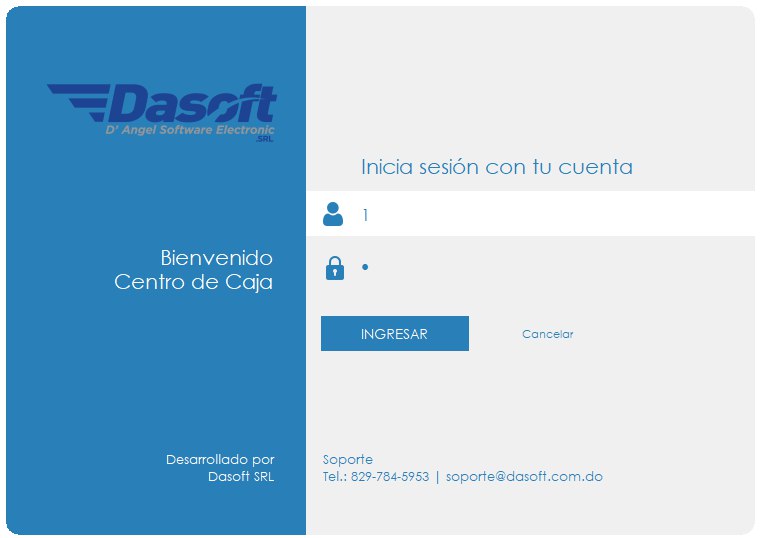 Dasoft
D' Angel Software Electronic
.SRL
Bienvenido
Centro de Caja
Desarrollado por
Dasoft SRL
Inicia sesión con tu cuenta
1
•
INGRESAR
Cancelar
Soporte
Tel.: 829-784-5953 | soporte@dasoft.com.do